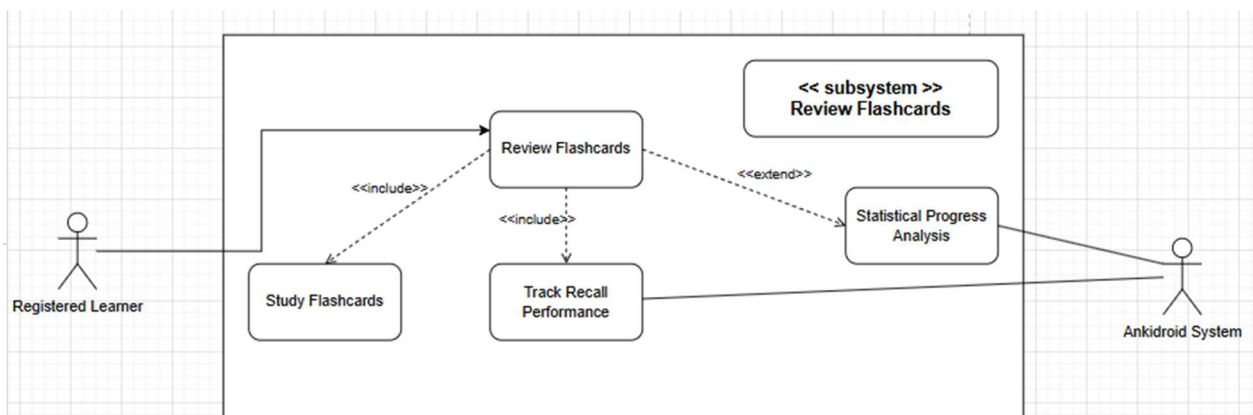 << subsystem >>
Review Flashcards
Review Flashcards
<<include>>
<<extend>>
<<include>>
Statistical Progress
Analysis
Registered Learner
Study Flashcards
Track Recall
Performance
Ankidroid System